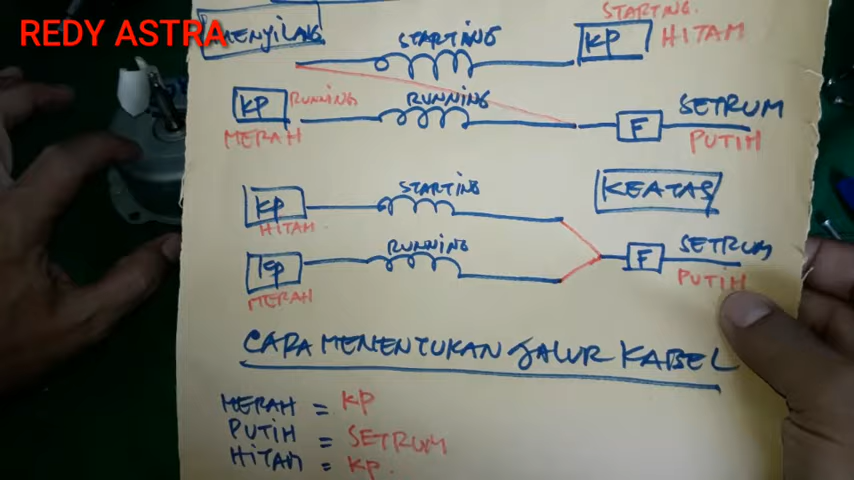 REDY ASTRA
MENYILANG
STARTING
STARTING
KP HITAM
KP RUNNING
MERAH
RUNNING
F
SETRUM
PUTIH
KP
HITAM
STARTING
KEATAS
KP
MERAH
RUNNING
F
SETRUM
PUTIH
CARA MENENTUKAN JALUR KABEL
MERAH = KP
PUTIH = SETRUM
HITAM = KP.